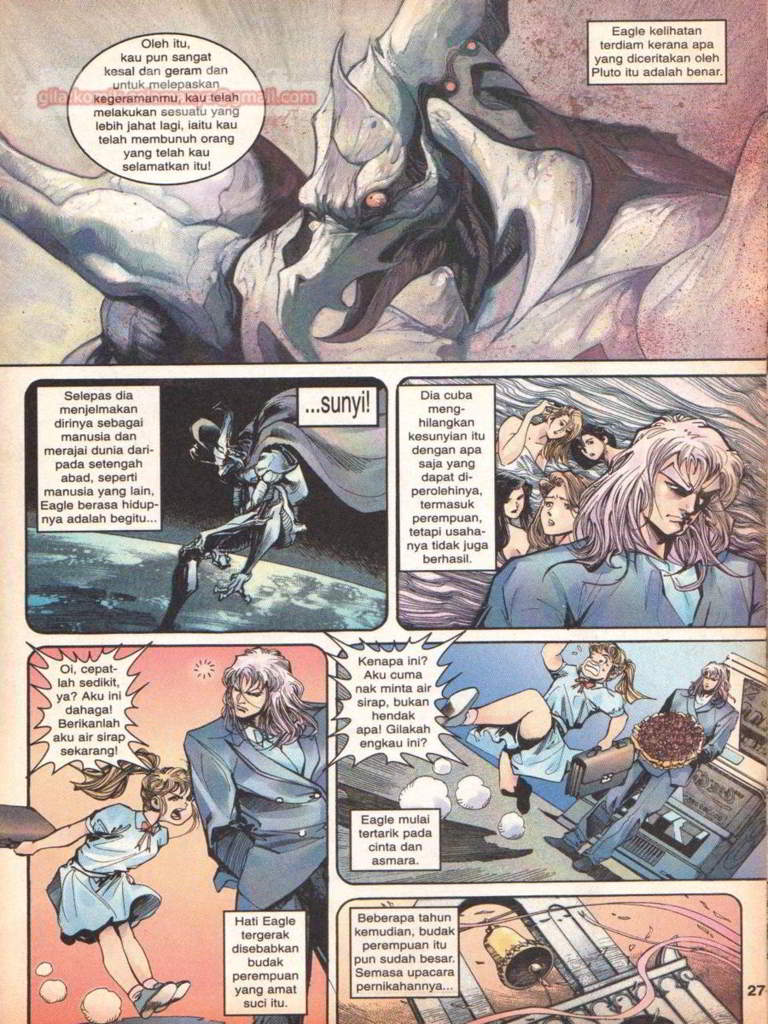 Oleh itu,
kau pun sangat
kesal dan geram dan
untuk melepaskan
kegeramanmu, kau telah
melakukan sesuatu yang
lebih jahat lagi, iaitu kau
telah membunuh orang
yang telah kau
selamatkan itu!
Eagle kelihatan
terdiam kerana apa
yang diceritakan oleh
Pluto itu adalah benar.
Selepas dia
menjelmakan
dirinya sebagai
manusia dan
merajai dunia dari-
pada setengah
abad, seperti
manusia yang lain,
Eagle berasa hidup-
nya adalah begitu...
...sunyi!
Dia cuba
meng-
hilangkan
kesunyian itu
dengan apa
saja yang
dapat di-
perolehinya,
termasuk
perempuan,
tetapi usaha-
nya tidak juga
berhasil.
Oi, cepat-
lah sedikit,
ya? Aku ini
dahaga!
Berikanlah
aku air sirap
sekarang!
Hati Eagle
tergerak
disebabkan
budak
perempuan
yang amat
suci itu.
Kenapa ini?
Aku cuma
nak minta air
sirap, bukan
hendak
apa! Gilakah
engkau ini?
Eagle mulai
tertarik pada
cinta dan
asmara.
Beberapa tahun
kemudian, budak
perempuan itu
pun sudah besar.
Semasa upacara
pernikahannya...
27